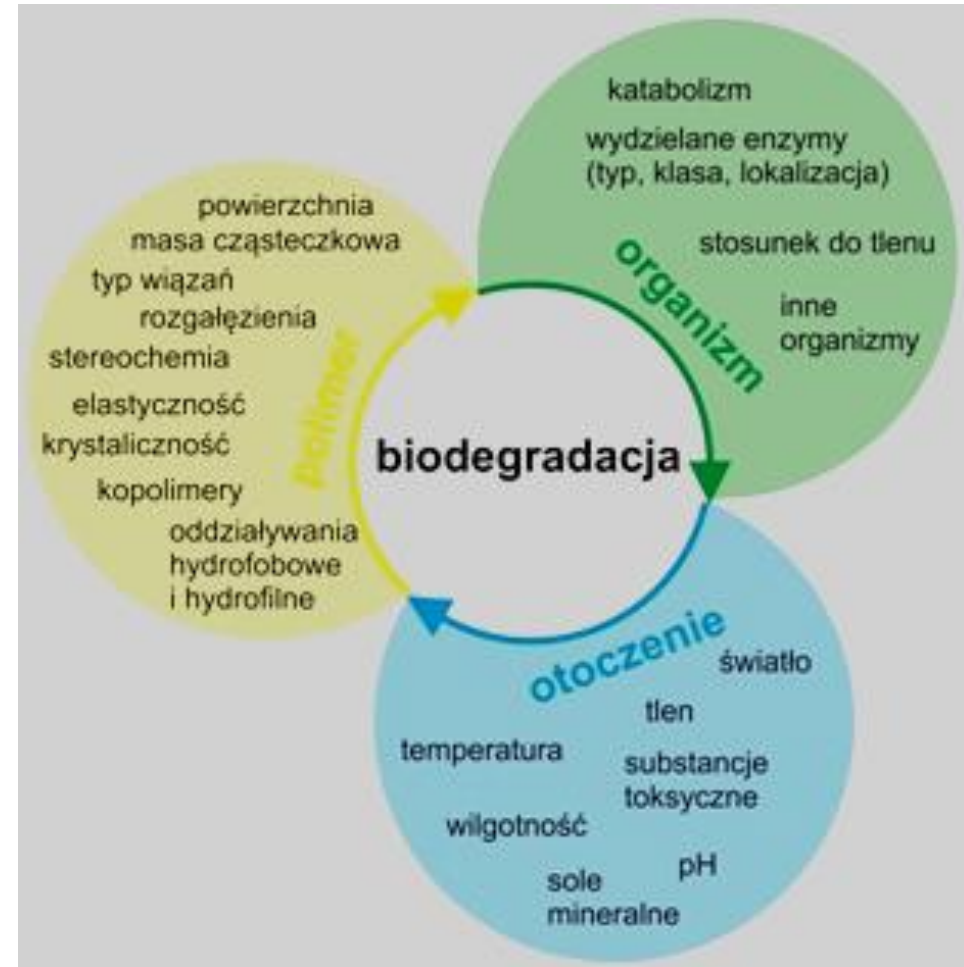 katabolizm
wydzielane enzymy
(typ, klasa, lokalizacja)
stosunek do tlenu
inne
organizmy
organizm
powierzchnia
masa cząsteczkowa
typ wiązań
rozgałęzienia
stereochemia
elastyczność
krystaliczność
kopolimery
oddziaływania
hydrofobowe
i hydrofilne
polimer
biodegradacja
otoczenie
światło
tlen
temperatura
substancje
toksyczne
wilgotność
pH
sole
mineralne